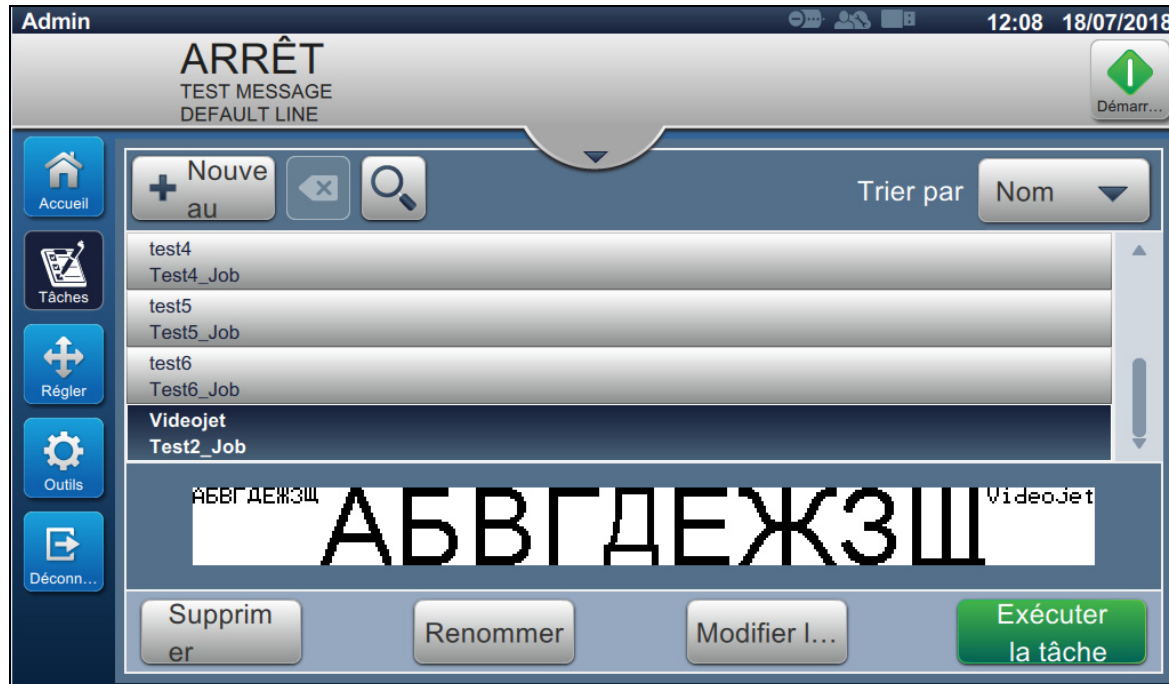 Admin
12:08 18/07/2018
ARRÊT
TEST MESSAGE
DEFAULT LINE
Démarr...
Accueil
Tâches
Régler
Outils
Déconn...
Nouve
au
Trier par
Nom
test4
Test4_Job
test5
Test5_Job
test6
Test6_Job
Videojet
Test2_Job
АБВГДЕЖЗЩ АБВГДЕЖЗЩ Videojet
Supprim
er
Renommer
Modifier l...
Exécuter
la tâche